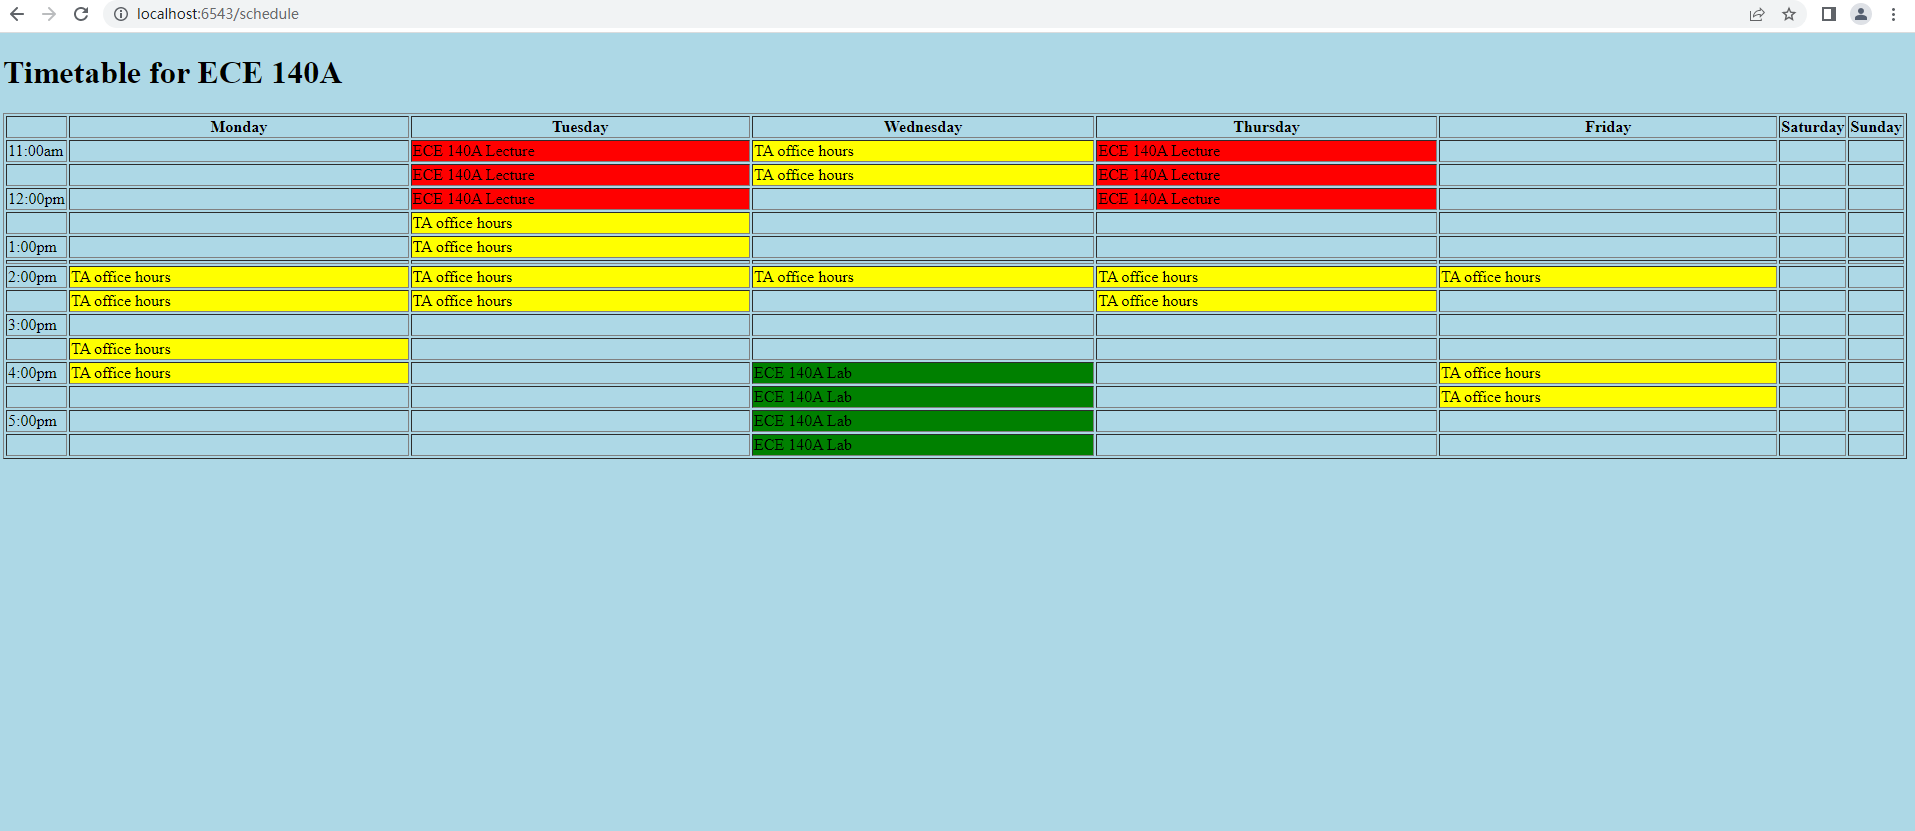 localhost:6543/schedule
Timetable for ECE 140A
Monday Tuesday Wednesday Thursday Friday Saturday Sunday
11:00am ECE 140A Lecture TA office hours ECE 140A Lecture
ECE 140A Lecture TA office hours ECE 140A Lecture
12:00pm ECE 140A Lecture ECE 140A Lecture
TA office hours
1:00pm TA office hours
2:00pm TA office hours TA office hours TA office hours TA office hours TA office hours
TA office hours TA office hours TA office hours
3:00pm
TA office hours
4:00pm TA office hours ECE 140A Lab TA office hours
ECE 140A Lab TA office hours
5:00pm ECE 140A Lab
ECE 140A Lab